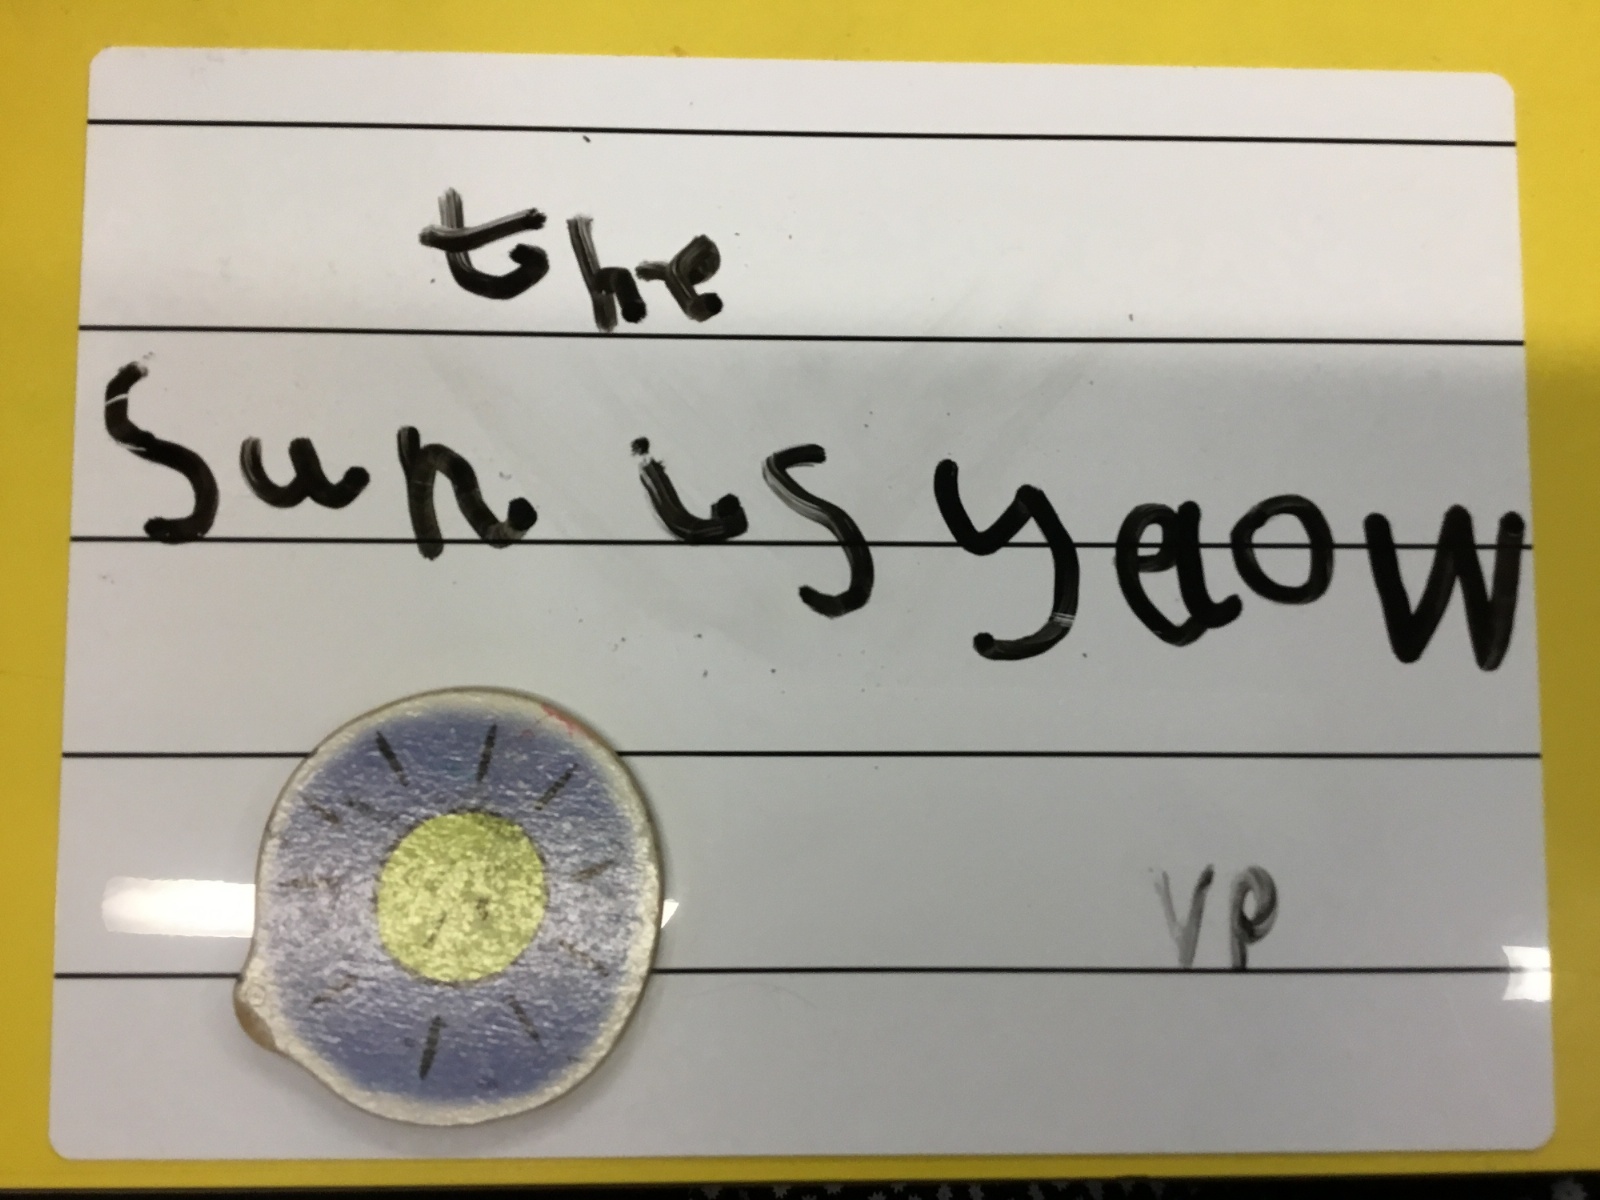 the
Sun is yaow
VP